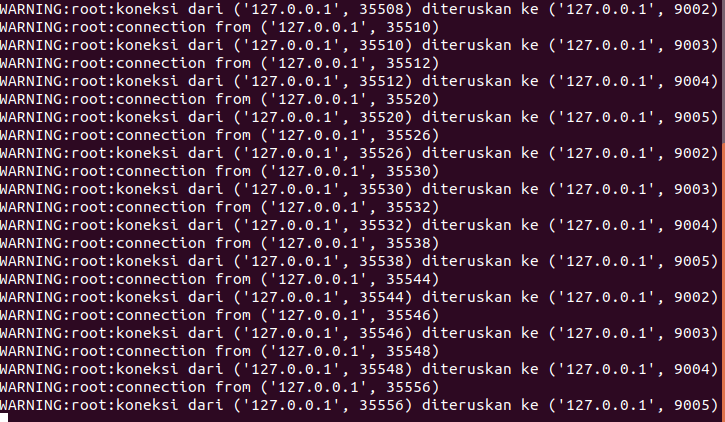 WARNING:root:koneksi dari ('127.0.0.1', 35508) diteruskan ke ('127.0.0.1', 9002)
WARNING:root:connection from ('127.0.0.1', 35510)
WARNING:root:koneksi dari ('127.0.0.1', 35510) diteruskan ke ('127.0.0.1', 9003)
WARNING:root:connection from ('127.0.0.1', 35512)
WARNING:root:koneksi dari ('127.0.0.1', 35512) diteruskan ke ('127.0.0.1', 9004)
WARNING:root:connection from ('127.0.0.1', 35520)
WARNING:root:koneksi dari ('127.0.0.1', 35520) diteruskan ke ('127.0.0.1', 9005)
WARNING:root:connection from ('127.0.0.1', 35526)
WARNING:root:koneksi dari ('127.0.0.1', 35526) diteruskan ke ('127.0.0.1', 9002)
WARNING:root:connection from ('127.0.0.1', 35530)
WARNING:root:koneksi dari ('127.0.0.1', 35530) diteruskan ke ('127.0.0.1', 9003)
WARNING:root:connection from ('127.0.0.1', 35532)
WARNING:root:koneksi dari ('127.0.0.1', 35532) diteruskan ke ('127.0.0.1', 9004)
WARNING:root:connection from ('127.0.0.1', 35538)
WARNING:root:koneksi dari ('127.0.0.1', 35538) diteruskan ke ('127.0.0.1', 9005)
WARNING:root:connection from ('127.0.0.1', 35544)
WARNING:root:koneksi dari ('127.0.0.1', 35544) diteruskan ke ('127.0.0.1', 9002)
WARNING:root:connection from ('127.0.0.1', 35546)
WARNING:root:koneksi dari ('127.0.0.1', 35546) diteruskan ke ('127.0.0.1', 9003)
WARNING:root:connection from ('127.0.0.1', 35548)
WARNING:root:koneksi dari ('127.0.0.1', 35548) diteruskan ke ('127.0.0.1', 9004)
WARNING:root:connection from ('127.0.0.1', 35556)
WARNING:root:koneksi dari ('127.0.0.1', 35556) diteruskan ke ('127.0.0.1', 9005)